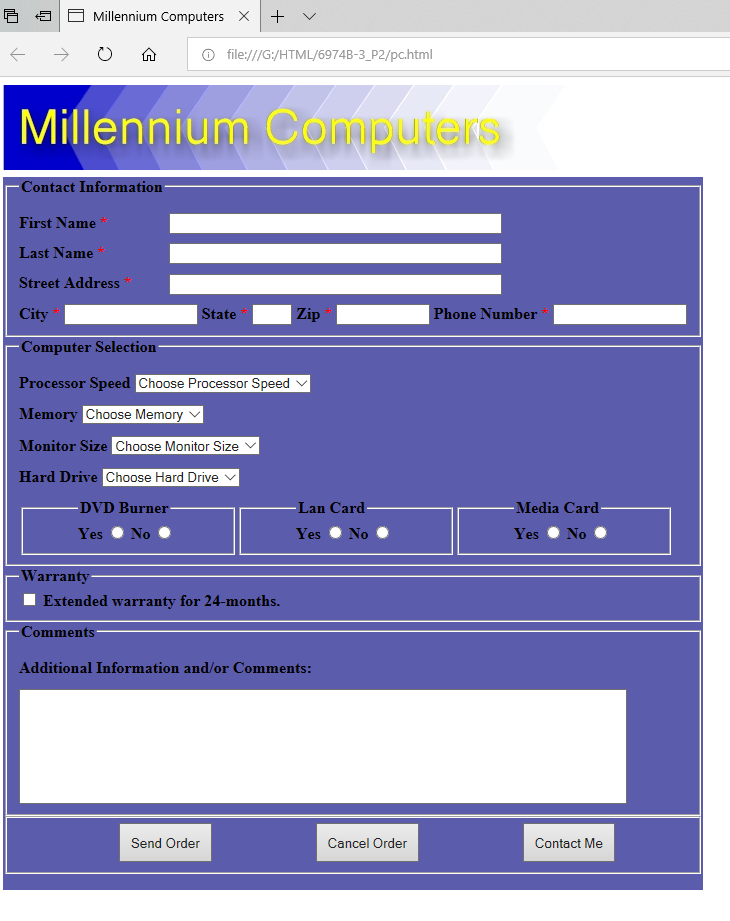 Millennium Computers
file:///G:/HTML/6974B-3_P2/pc.html
Millennium Computers
Contact Information
First Name *
Last Name *
Street Address *
City * State * Zip * Phone Number *
Computer Selection
Processor Speed Choose Processor Speed
Memory Choose Memory
Monitor Size Choose Monitor Size
Hard Drive Choose Hard Drive
DVD Burner Lan Card Media Card
Yes No Yes No Yes No
Warranty
Extended warranty for 24-months.
Comments
Additional Information and/or Comments:
Send Order Cancel Order Contact Me